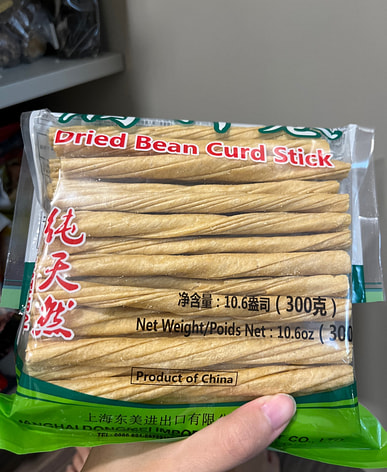 Dried Bean Curd Stick
纯天然
净含量：10.6盎司（300克）
Net Weight/Poids Net : 10.6oz（300
Product of China
上海东美进出口有限公